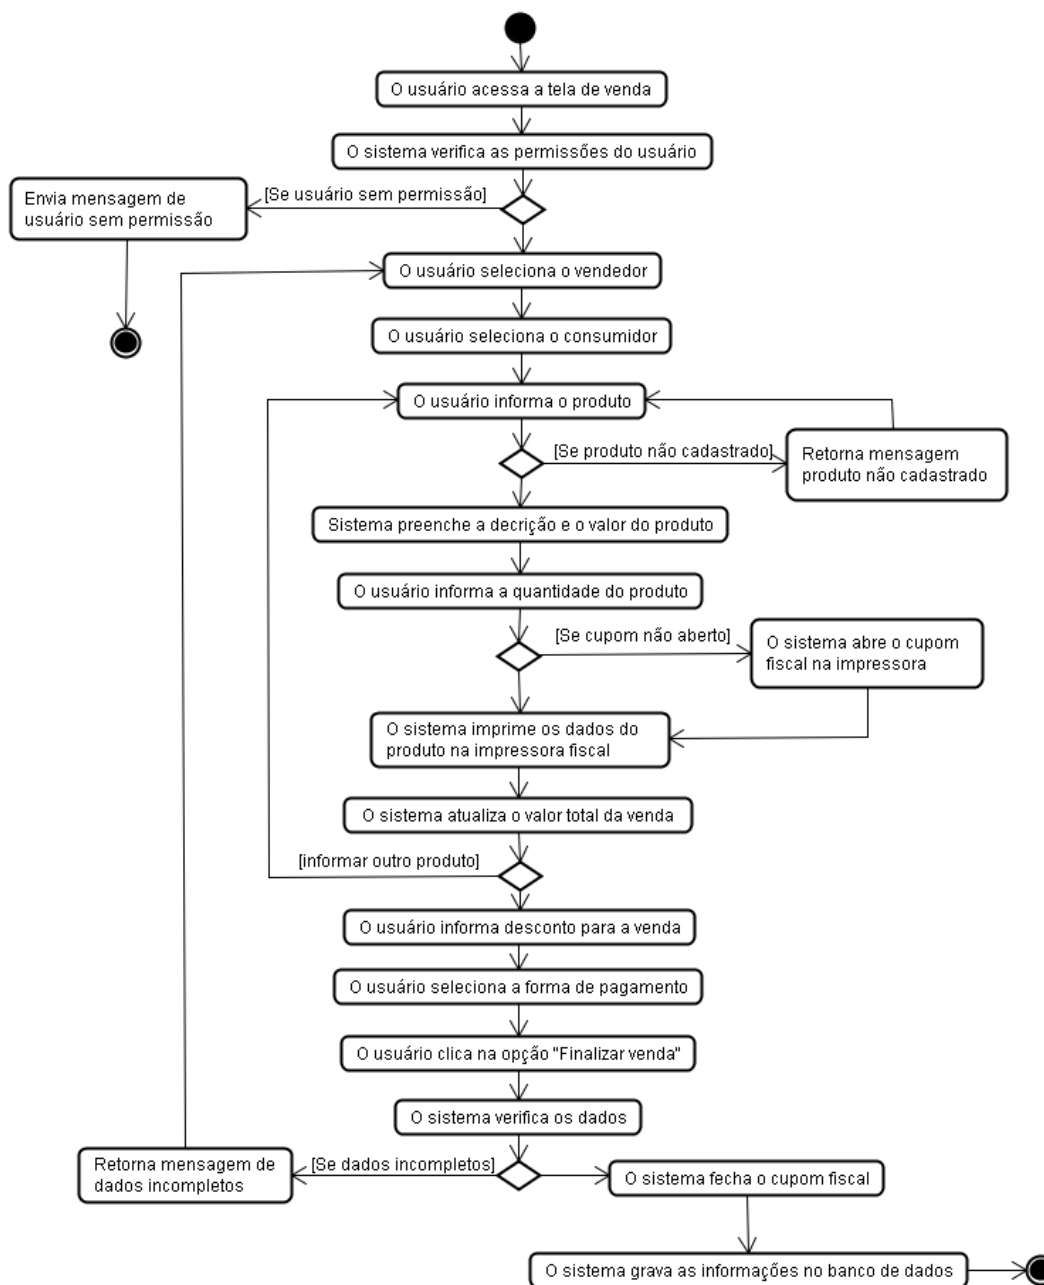 O usuário acessa a tela de venda
O sistema verifica as permissões do usuário
[Se usuário sem permissão]
Envia mensagem de
usuário sem permissão
O usuário seleciona o vendedor
O usuário seleciona o consumidor
O usuário informa o produto
[Se produto não cadastrado]
Retorna mensagem
produto não cadastrado
Sistema preenche a decrição e o valor do produto
O usuário informa a quantidade do produto
[Se cupom não aberto]
O sistema abre o cupom
fiscal na impressora
O sistema imprime os dados do
produto na impressora fiscal
O sistema atualiza o valor total da venda
[informar outro produto]
O usuário informa desconto para a venda
O usuário seleciona a forma de pagamento
O usuário clica na opção "Finalizar venda"
O sistema verifica os dados
[Se dados incompletos]
Retorna mensagem de
dados incompletos
O sistema fecha o cupom fiscal
O sistema grava as informações no banco de dados